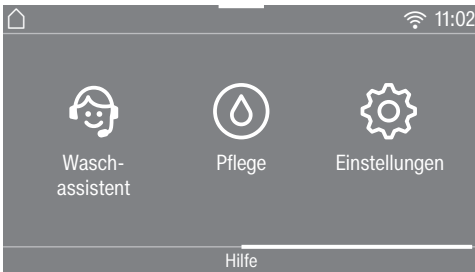 11:02
Wasch-
assistent
Pflege
Einstellungen
Hilfe